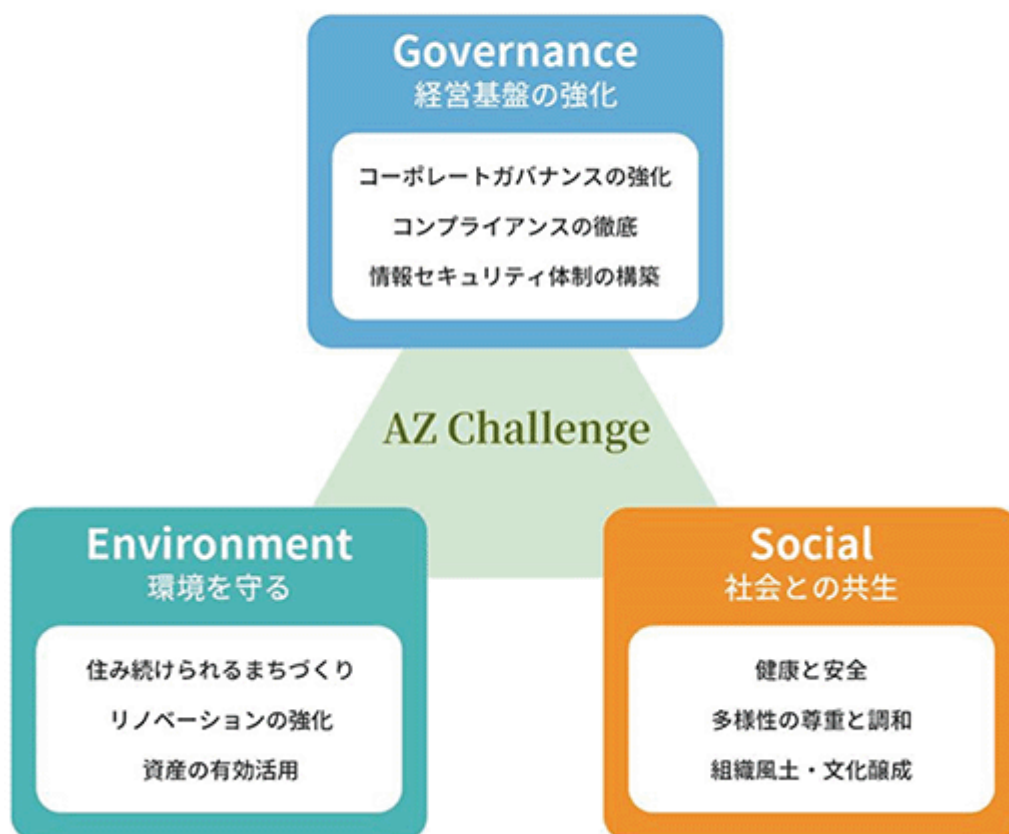 Governance
経営基盤の強化
コーポレートガバナンスの強化
コンプライアンスの徹底
情報セキュリティ体制の構築
AZ Challenge
Environment
環境を守る
住み続けられるまちづくり
リノベーションの強化
資産の有効活用
Social
社会との共生
健康と安全
多様性の尊重と調和
組織風土・文化醸成